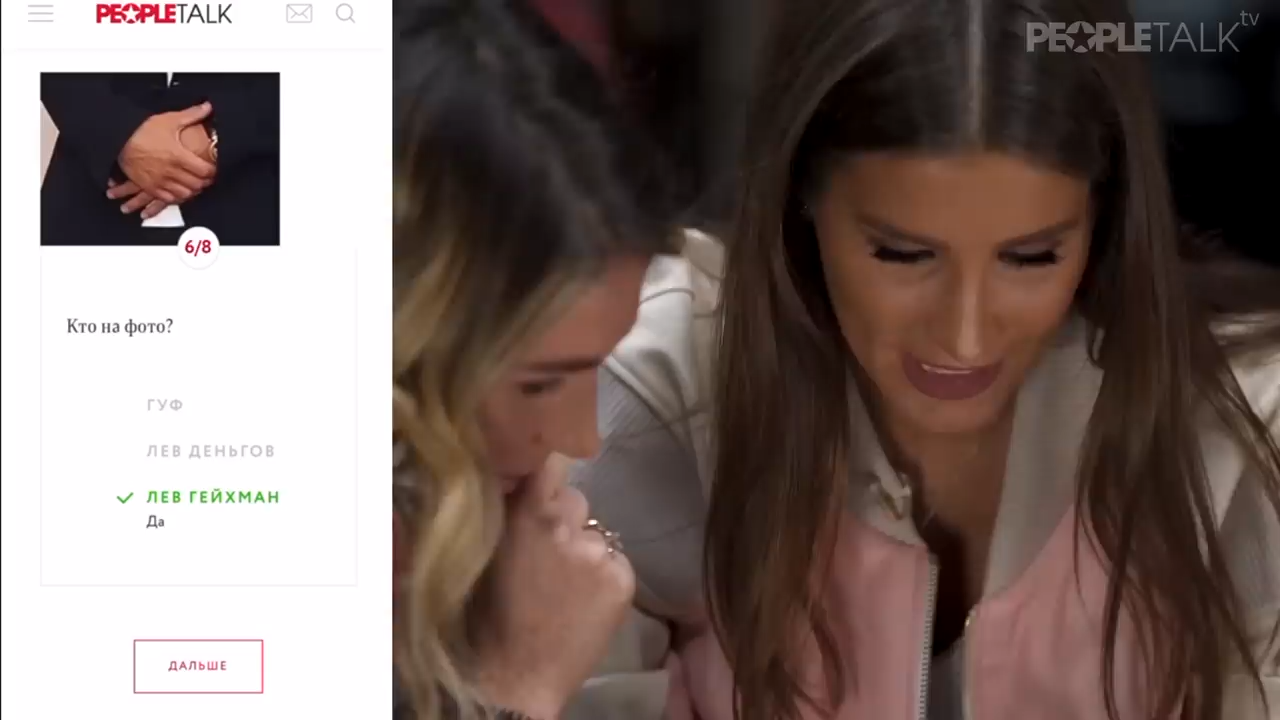 PEOPLETALK
PEOPLETALK tv
6/8
Кто на фото?
ГУФ
ЛЕВ ДЕНЬГОВ
ЛЕВ ГЕЙХМАН
Да
ДАЛЬШЕ